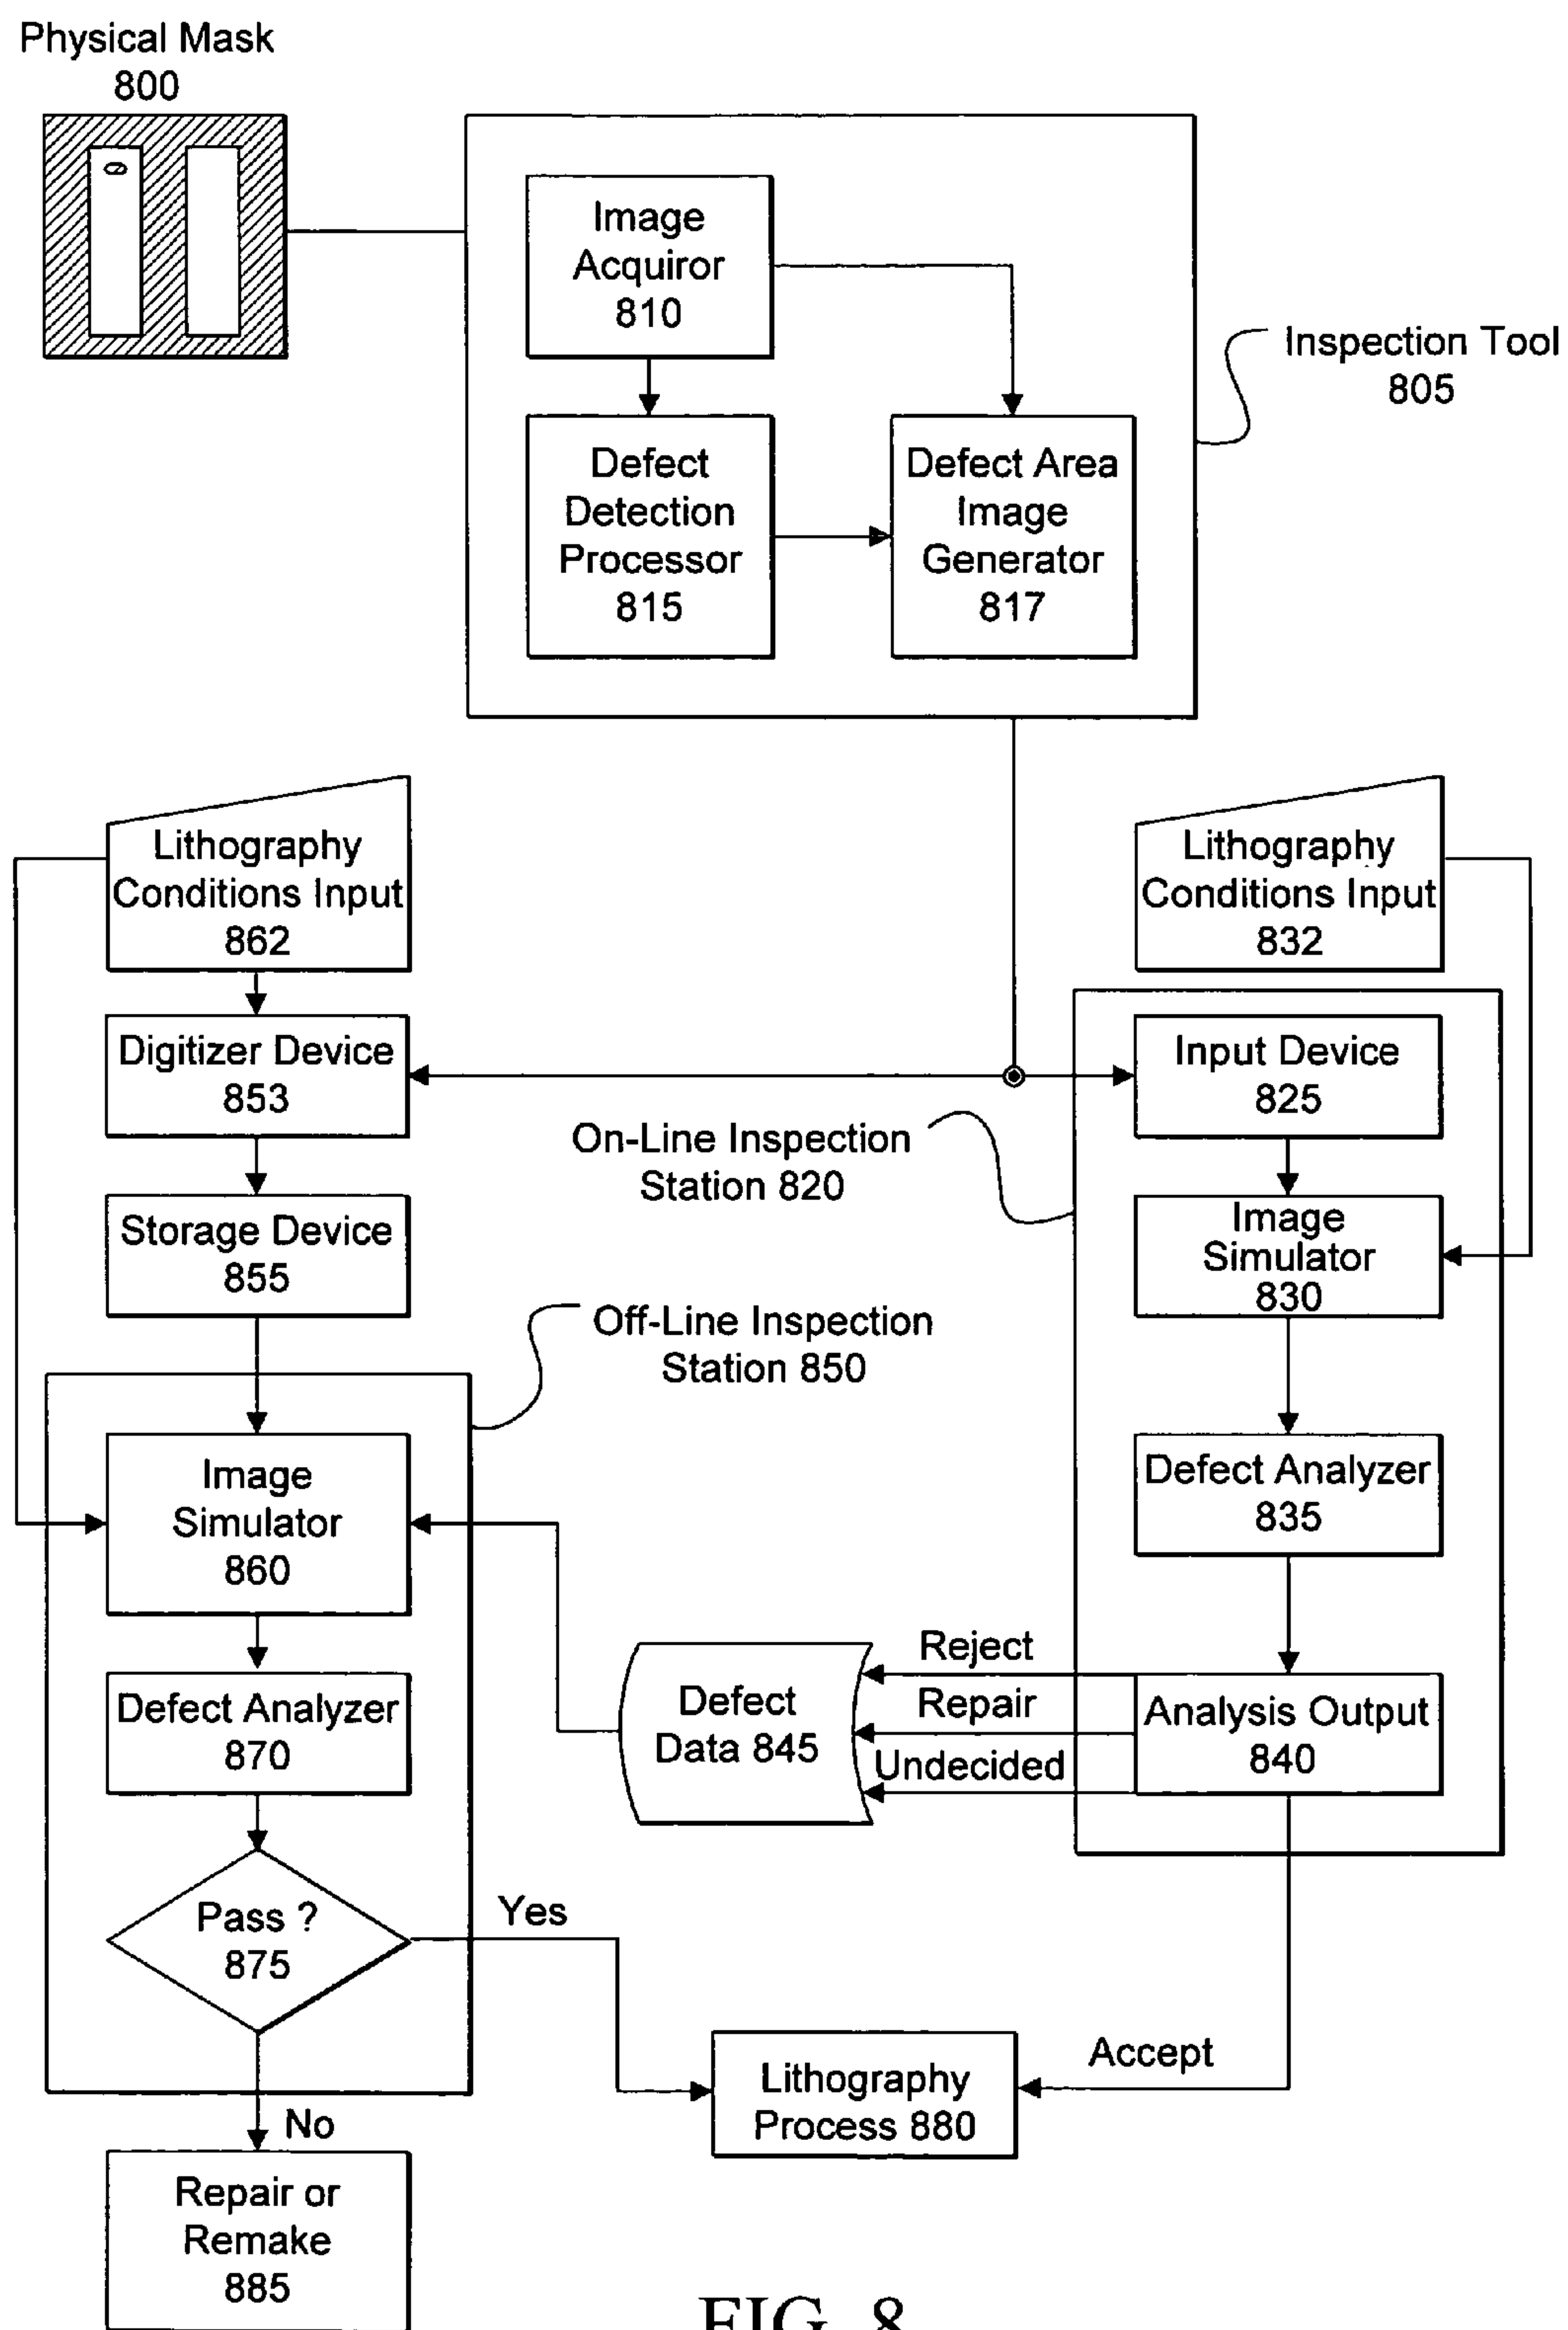 Physical Mask
800
Image
Acquiror
810
Inspection Tool
805
Defect
Detection
Processor
815
Defect Area
Image
Generator
817
Lithography
Conditions Input
862
Lithography
Conditions Input
832
Digitizer Device
853
Input Device
825
On-Line Inspection
Station 820
Storage Device
855
Image
Simulator
830
Off-Line Inspection
Station 850
Image
Simulator
860
Defect Analyzer
835
Reject
Repair
Undecided
Defect
Data 845
Analysis Output
840
Defect Analyzer
870
Pass ?
875
Yes
No
Accept
Lithography
Process 880
Repair or
Remake
885
FIG. 8